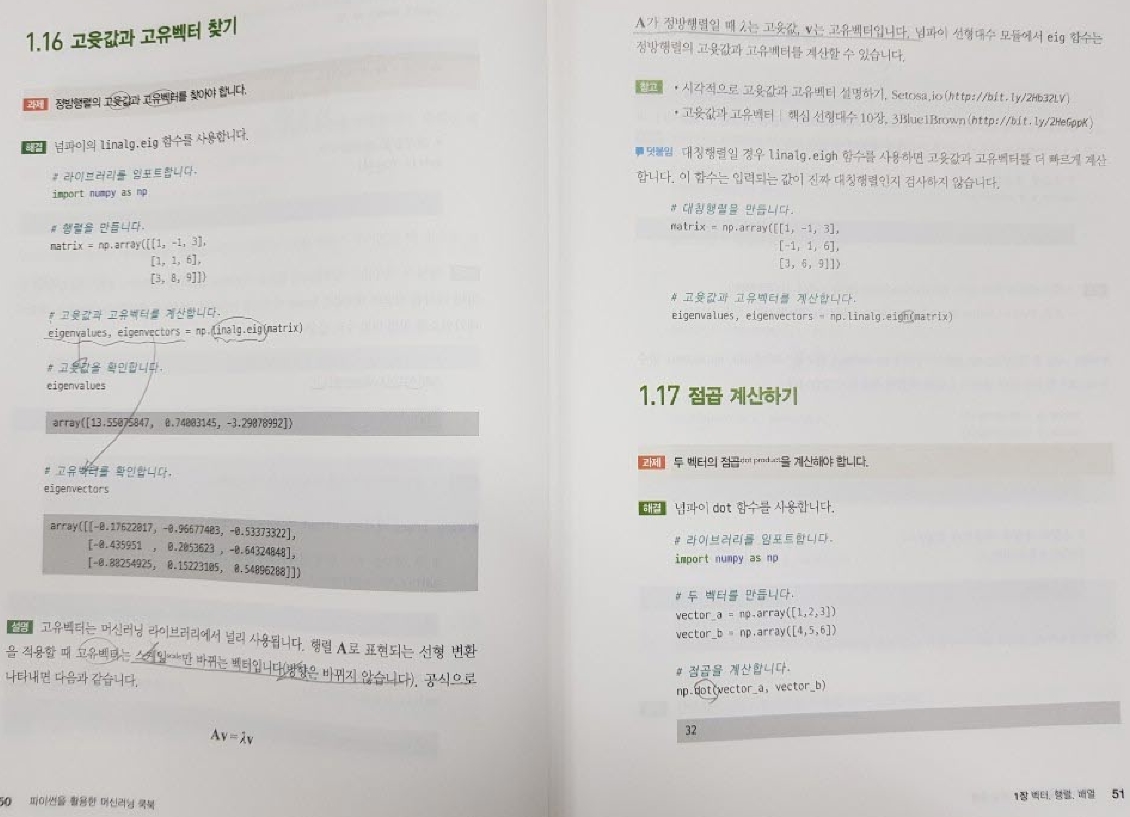 1.16 고윳값과 고유벡터 찾기
과제 정방행렬의 고윳값과 고유벡터를 찾아야 합니다.
해결 넘파이의 linalg.eig 함수를 사용합니다.
# 라이브러리를 임포트합니다.
import numpy as np
# 행렬을 만듭니다.
matrix = np.array([[1, -1, 3],
[1, 1, 6],
[3, 8, 9]])
# 고윳값과 고유벡터를 계산합니다.
eigenvalues, eigenvectors = np.linalg.eig(matrix)
# 고윳값을 확인합니다.
eigenvalues
array([13.55075847, 0.74003145, -3.29078992])
# 고유벡터를 확인합니다.
eigenvectors
array([[-0.17622017, -0.96677403, -0.53373322],
[-0.435951 , 0.2053623 , -0.64324848],
[-0.88254925, 0.15223105, 0.54896288]])
설명 고유벡터는 머신러닝 라이브러리에서 널리 사용됩니다. 행렬 A로 표현되는 선형 변환
을 적용할 때 고유벡터는 스케일scale만 바뀌는 벡터입니다(방향은 바뀌지 않습니다). 공식으로
나타내면 다음과 같습니다.
Av=λv
50 파이썬을 활용한 머신러닝 쿡북
A가 정방행렬일 때 λ는 고윳값, v는 고유벡터입니다. 넘파이 선형대수 모듈에서 eig 함수는
정방행렬의 고윳값과 고유벡터를 계산할 수 있습니다.
참고 • 시각적으로 고윳값과 고유벡터 설명하기, Setosa.io(http://bit.ly/2Hb32LV)
• 고윳값과 고유벡터 | 핵심 선형대수 10장, 3Blue1Brown(http://bit.ly/2HeGppK)
덧붙임 대칭행렬일 경우 linalg.eigh 함수를 사용하면 고윳값과 고유벡터를 더 빠르게 계산
합니다. 이 함수는 입력되는 값이 진짜 대칭행렬인지 검사하지 않습니다.
# 대칭행렬을 만듭니다.
matrix = np.array([[1, -1, 3],
[-1, 1, 6],
[3, 6, 9]])
# 고윳값과 고유벡터를 계산합니다.
eigenvalues, eigenvectors = np.linalg.eigh(matrix)
1.17 점곱 계산하기
과제 두 벡터의 점곱dot product을 계산해야 합니다.
해결 넘파이 dot 함수를 사용합니다.
# 라이브러리를 임포트합니다.
import numpy as np
# 두 벡터를 만듭니다.
vector_a = np.array([1,2,3])
vector_b = np.array([4,5,6])
# 점곱을 계산합니다.
np.dot(vector_a, vector_b)
32
1장 벡터, 행렬, 배열 51